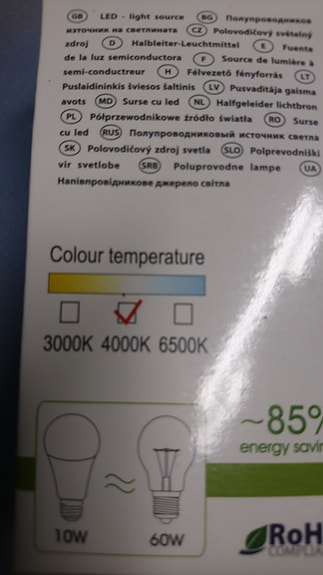 GB LED - light source BG Полупроводников
източник на светлината CZ Polovodičový světelný
zdroj D Halbleiter-Leuchtmittel E Fuente
de la luz semiconductora F Source de lumière à
semi-conductreur H Félvezető fényforrás LT
Puslaidininkis šviesos šaltinis LV Pusvadītāja gaisma
avots MD Surse cu led NL Halfgeleider lichtbron
PL Półprzewodnikowe źródło światła RO Surse
cu led RUS Полупроводниковый источник светла
SK Polovodičový zdroj svetla SLO Polprevodniški
vir svetlobe SRB Poluprovodne lampe UA
Напівпровідникове джерело світла
Colour temperature
3000K 4000K 6500K
~85%
energy savin
10W ≈ 60W
RoH
COMPLIA